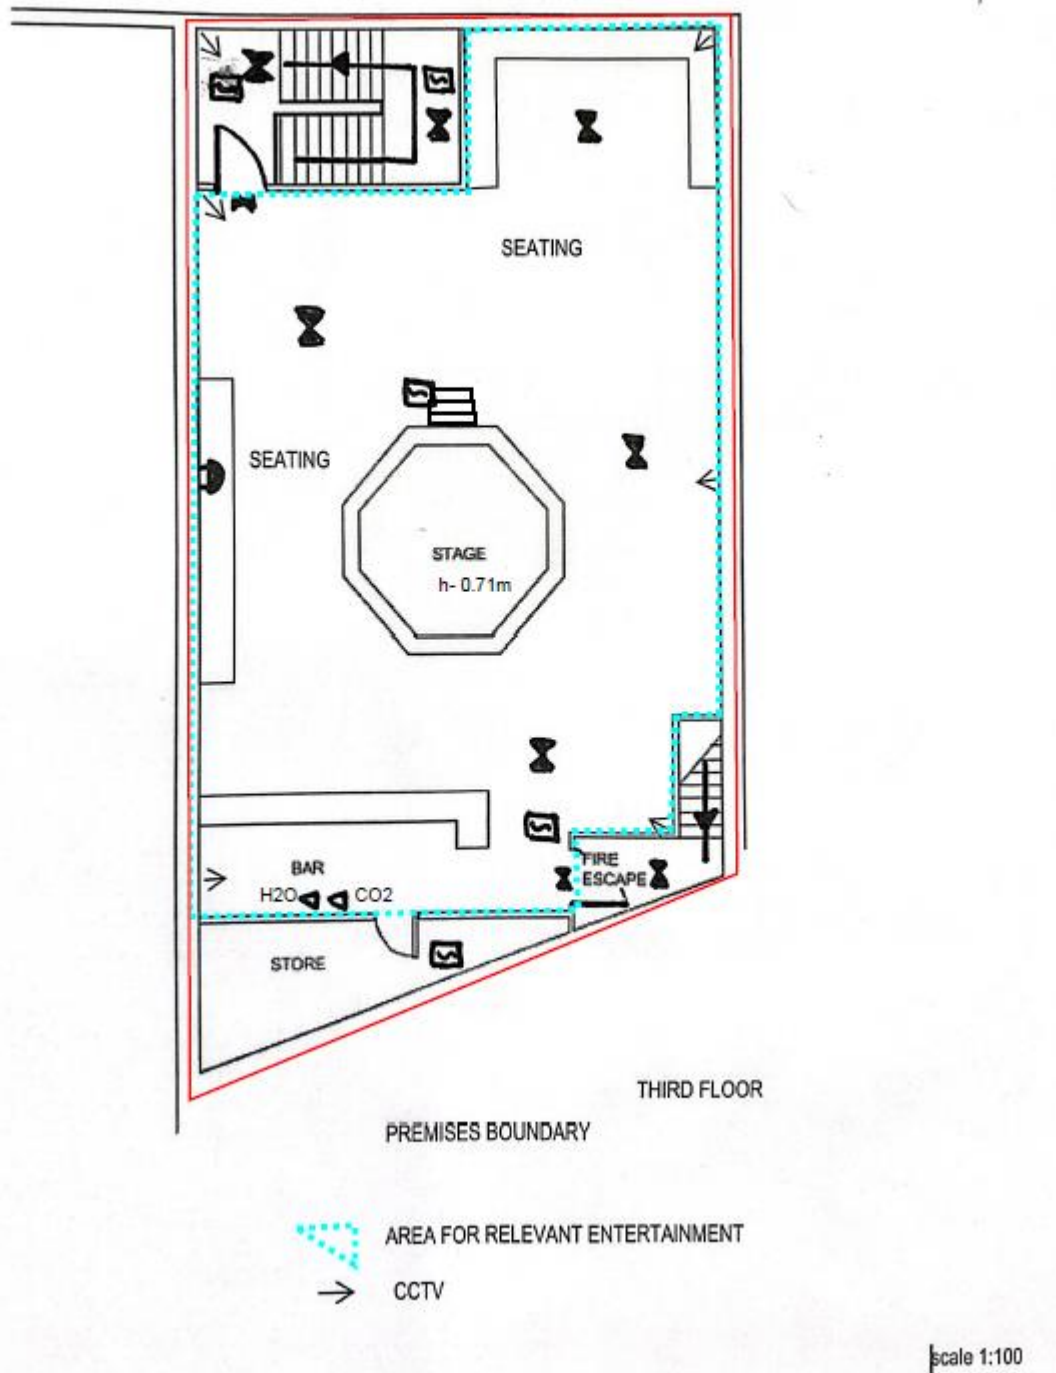 S
S
SEATING
S
SEATING
STAGE
h- 0.71m
S
FIRE
ESCAPE
BAR
H2O CO2
S
STORE
THIRD FLOOR
PREMISES BOUNDARY
AREA FOR RELEVANT ENTERTAINMENT
CCTV
scale 1:100